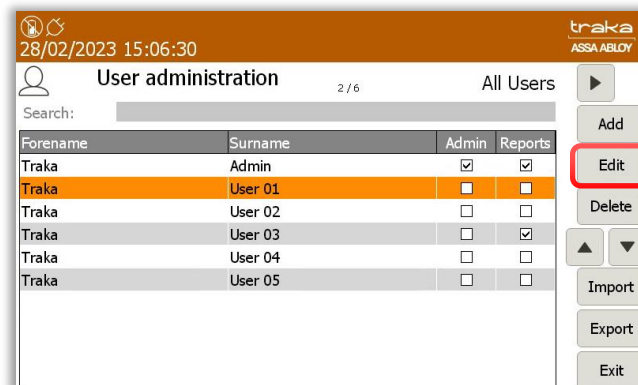 traka
28/02/2023 15:06:30 ASSA ABLOY
User administration 2/6 All Users
Search:
Add
Forename Surname Admin Reports
Traka Admin Edit
Traka User 01
Traka User 02 Delete
Traka User 03
Traka User 04
Traka User 05 Import
Export
Exit